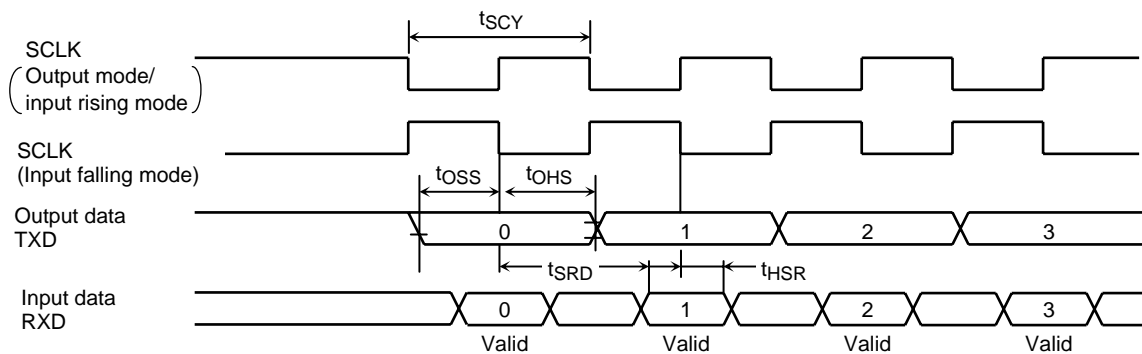 tSCY
SCLK
(Output mode/
input rising mode)
SCLK
(Input falling mode)
tOSS
tOHS
Output data
TXD
0
1
2
3
tSRD
tHSR
Input data
RXD
0
1
2
3
Valid
Valid
Valid
Valid